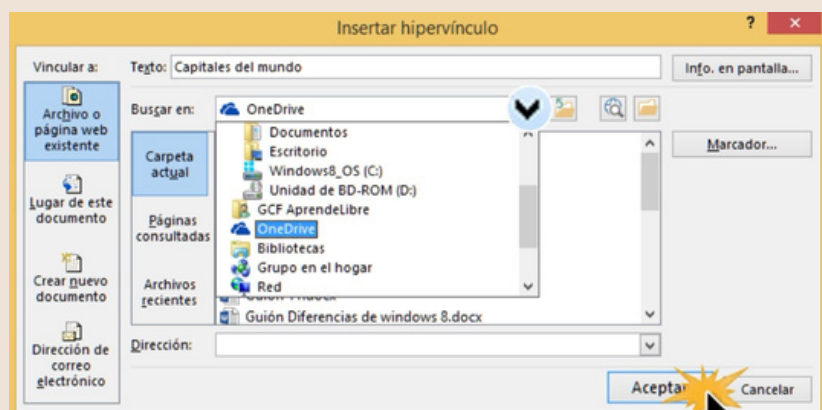 Insertar hipervínculo
?
Vincular a:
Texto: Capitales del mundo
Info. en pantalla...
Archivo o
página web
existente
Buscar en:
OneDrive
Marcador...
Lugar de este
documento
Crear nuevo
documento
Dirección de
correo
electrónico
Carpeta
actual
Páginas
consultadas
Archivos
recientes
Documentos
Escritorio
Windows8_OS (C:)
Unidad de BD-ROM (D:)
GCF AprendeLibre
OneDrive
Bibliotecas
Grupo en el hogar
Red
Guión Diferencias de windows 8.docx
Dirección:
Cancelar